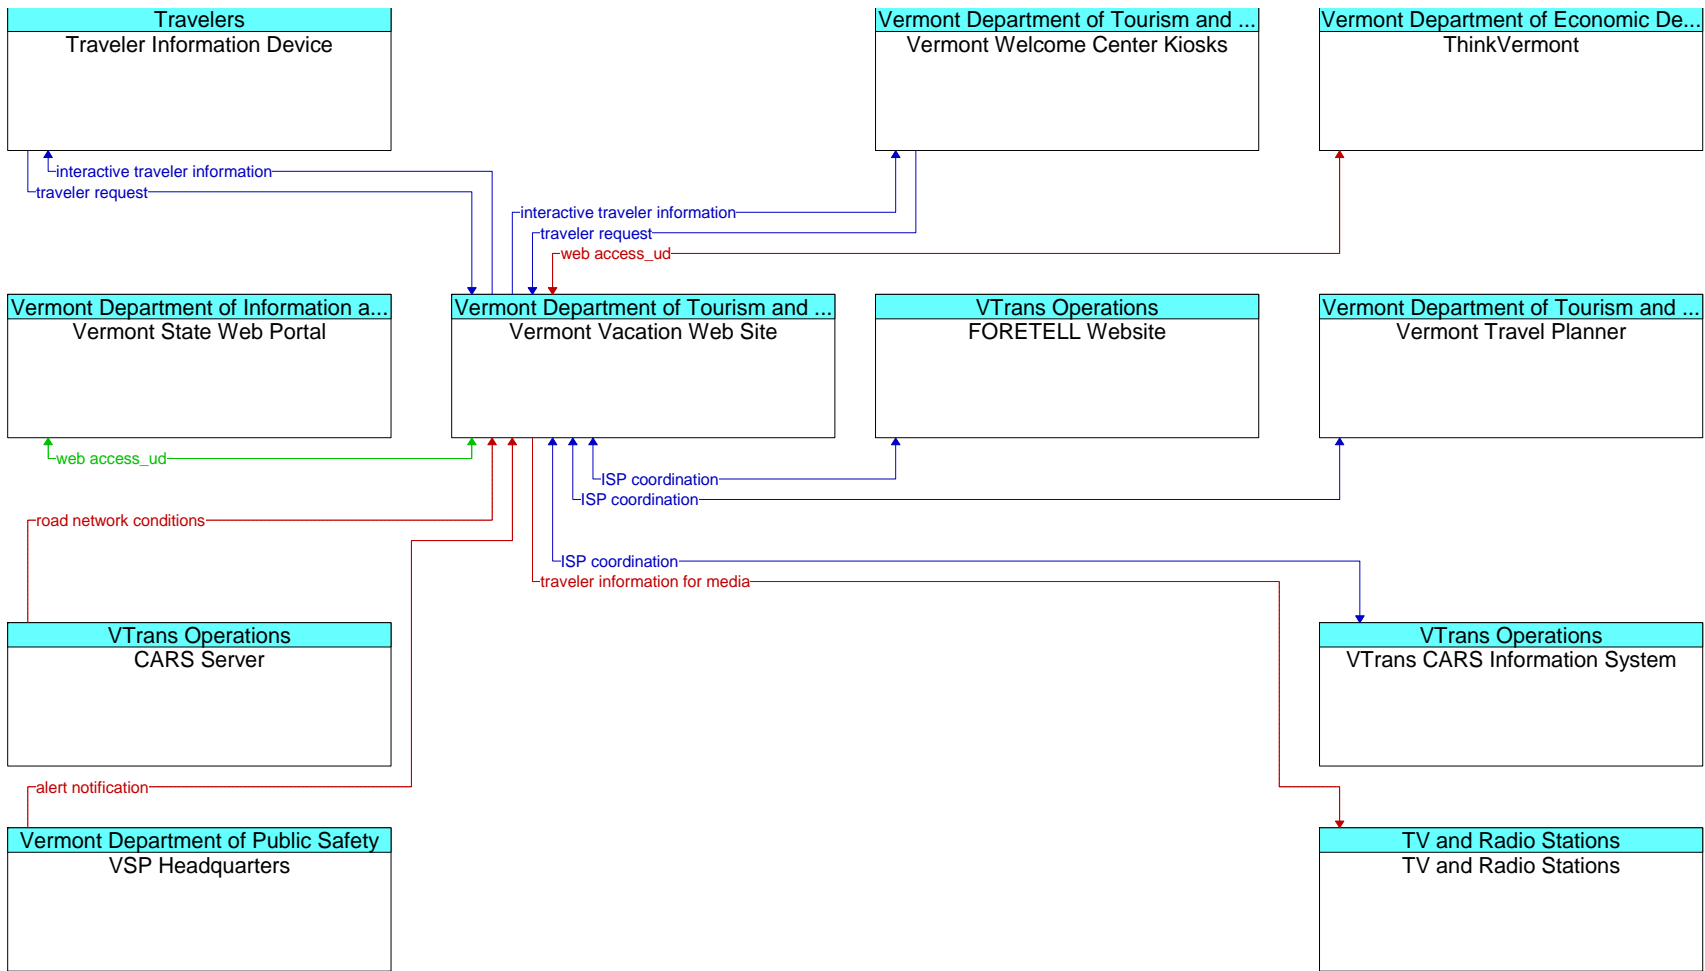 Travelers
Traveler Information Device
Vermont Department of Tourism and ...
Vermont Welcome Center Kiosks
Vermont Department of Economic De...
ThinkVermont
interactive traveler information
traveler request
interactive traveler information
traveler request
web access_ud
Vermont Department of Information a...
Vermont State Web Portal
Vermont Department of Tourism and ...
Vermont Vacation Web Site
VTrans Operations
FORETELL Website
Vermont Department of Tourism and ...
Vermont Travel Planner
web access_ud
ISP coordination
ISP coordination
road network conditions
ISP coordination
traveler information for media
VTrans Operations
CARS Server
VTrans Operations
VTrans CARS Information System
alert notification
Vermont Department of Public Safety
VSP Headquarters
TV and Radio Stations
TV and Radio Stations